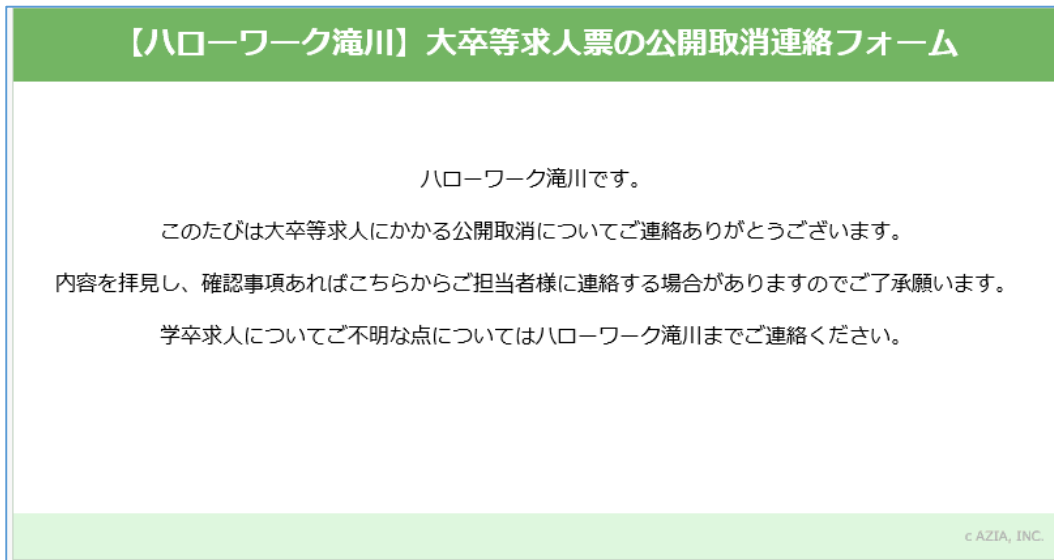 【ハローワーク滝川】大卒等求人票の公開取消連絡フォーム
ハローワーク滝川です。
このたびは大卒等求人にかかる公開取消についてご連絡ありがとうございます。
内容を拝見し、確認事項あればこちらからご担当者様に連絡する場合がありますのでご了承願います。
学卒求人についてご不明な点についてはハローワーク滝川までご連絡ください。
c AZIA, INC.